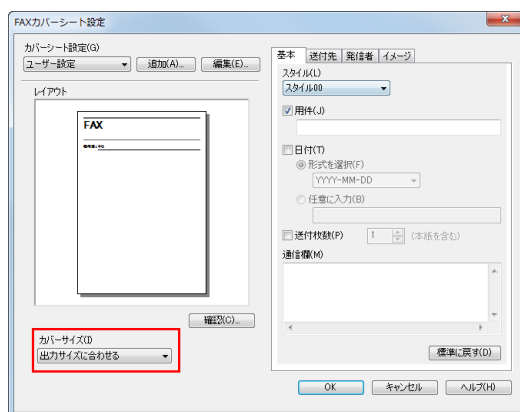 FAXカバーシート設定
カバーシート設定(G)
ユーザー設定
追加(A)...
編集(E)...
レイアウト
FAX
確認(C)...
カバーサイズ(I)
出力サイズに合わせる
基本 送付先 発信者 イメージ
スタイル(L)
スタイル00
用件(J)
日付(T)
形式を選択(F)
YYYY-MM-DD
任意に入力(B)
送付枚数(P) 1 (本紙を含む)
通信欄(M)
標準に戻す(D)
OK キャンセル ヘルプ(H)